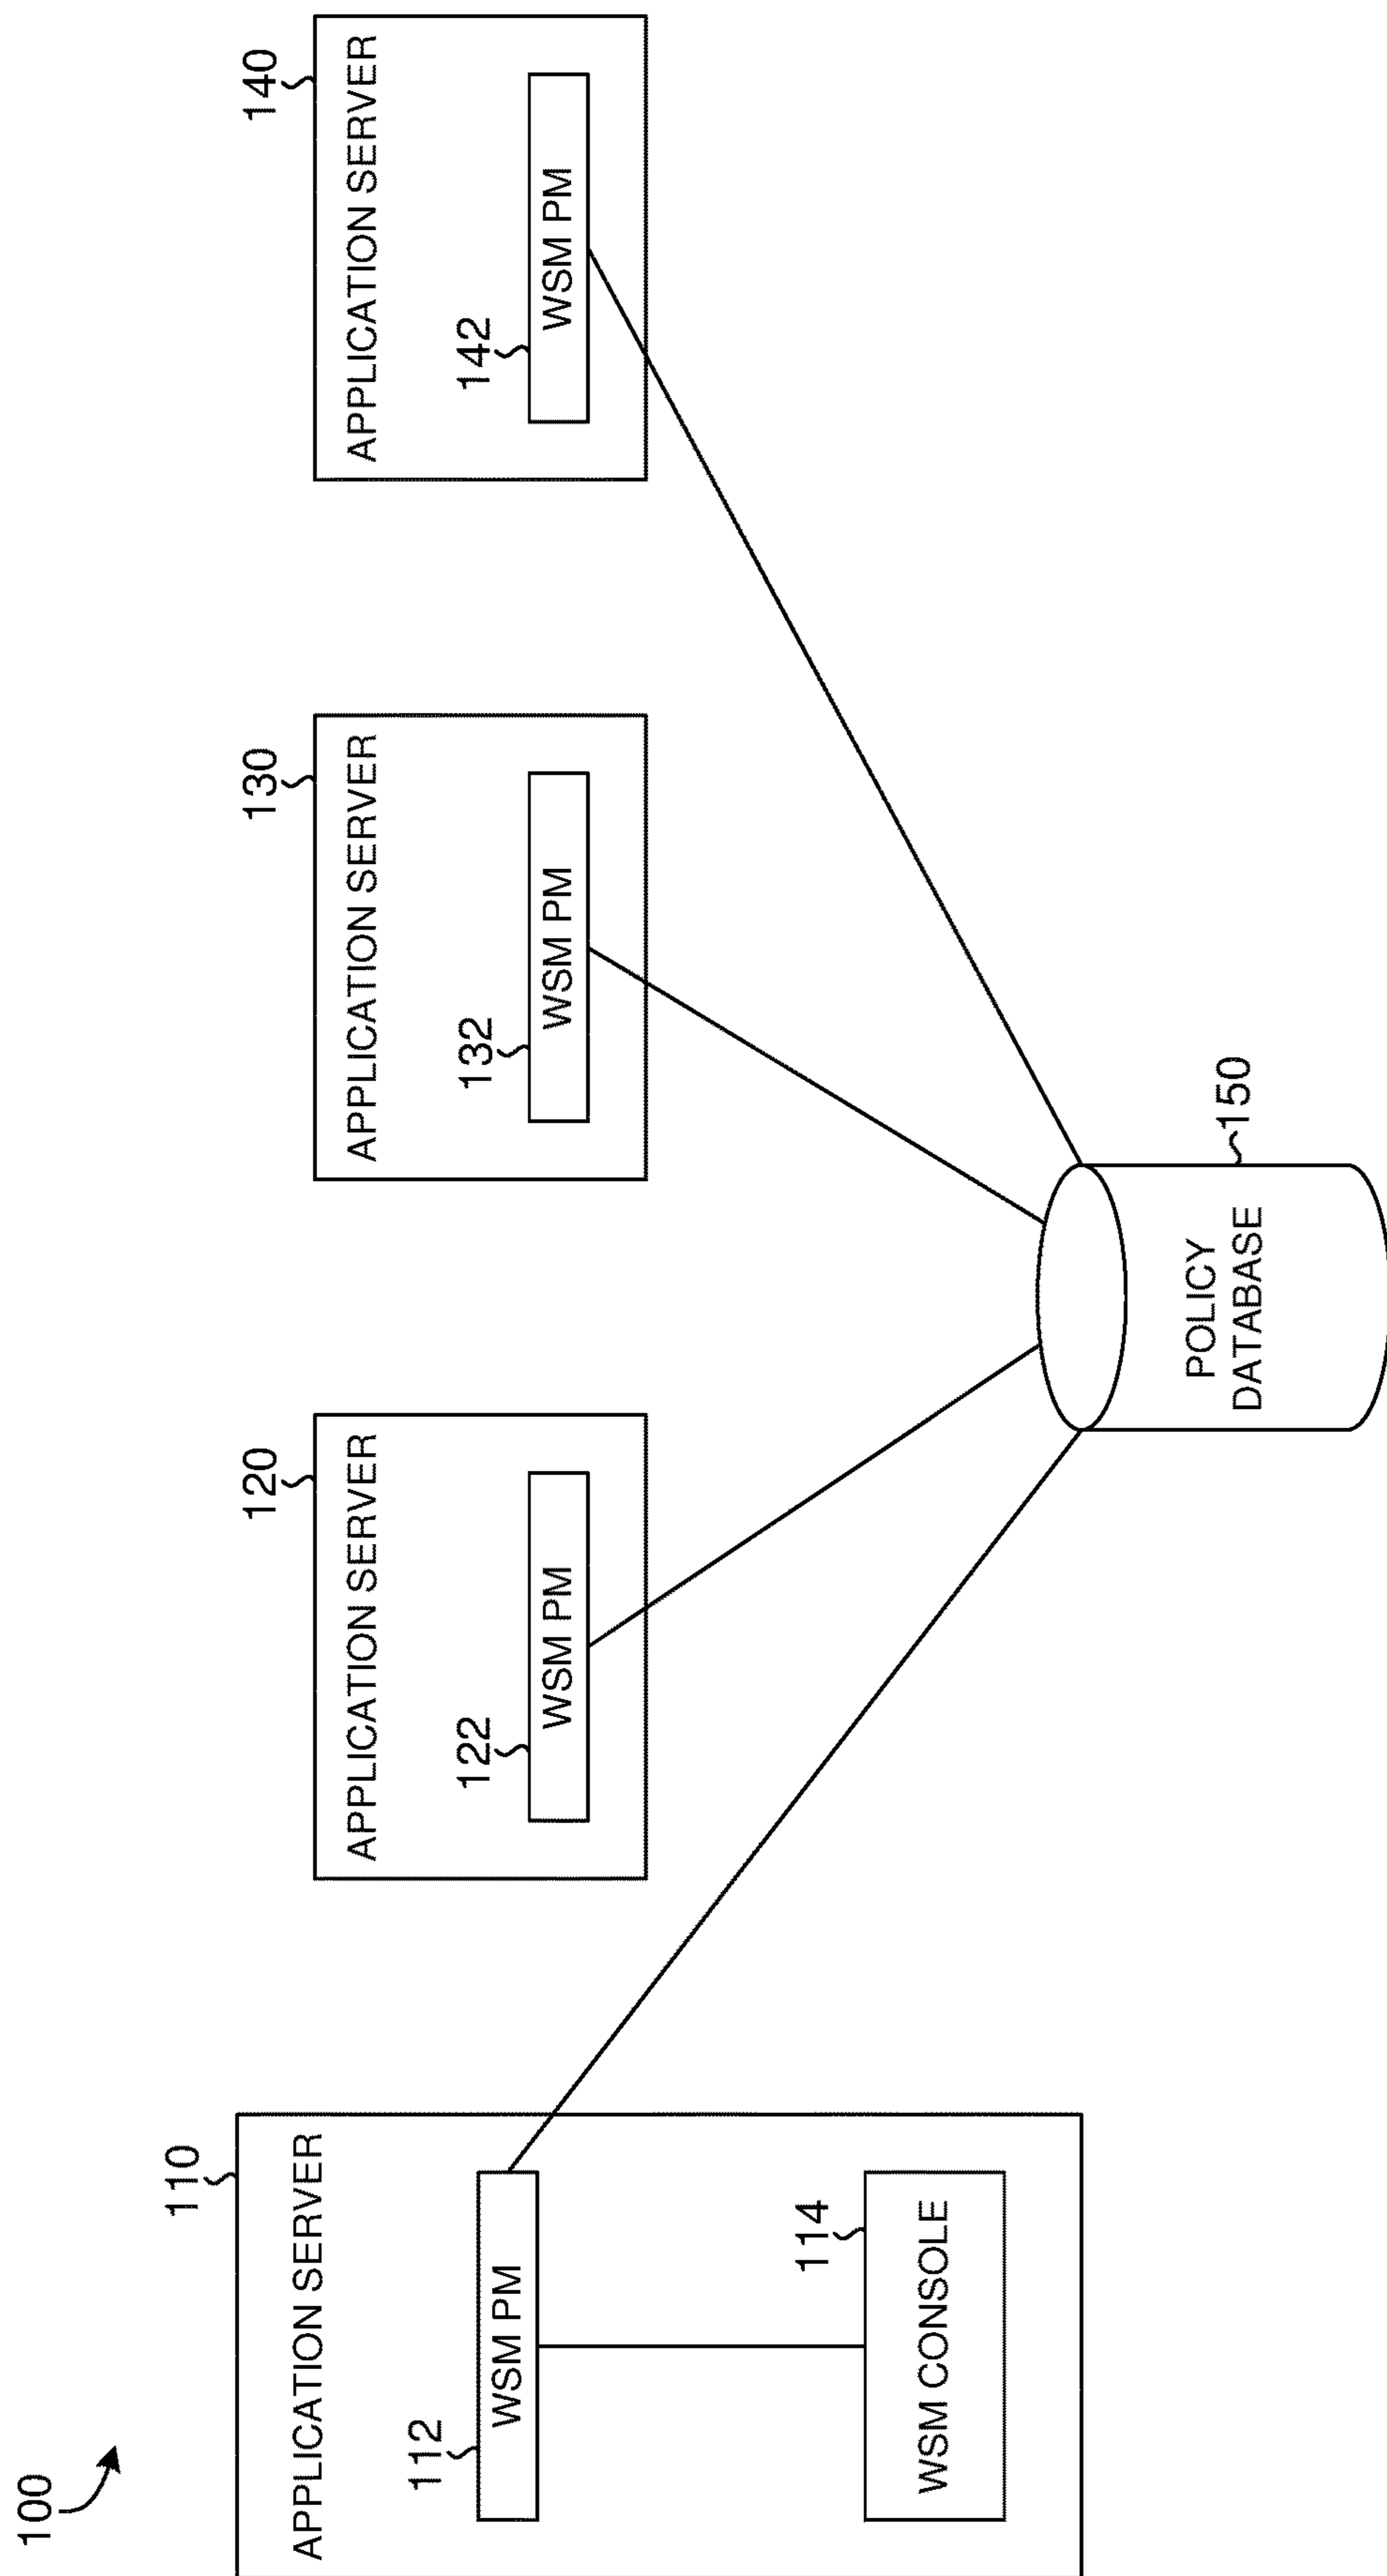 100
110
APPLICATION SERVER
112
WSM PM
114
WSM CONSOLE
120
APPLICATION SERVER
122
WSM PM
130
APPLICATION SERVER
132
WSM PM
140
APPLICATION SERVER
142
WSM PM
150
POLICY
DATABASE